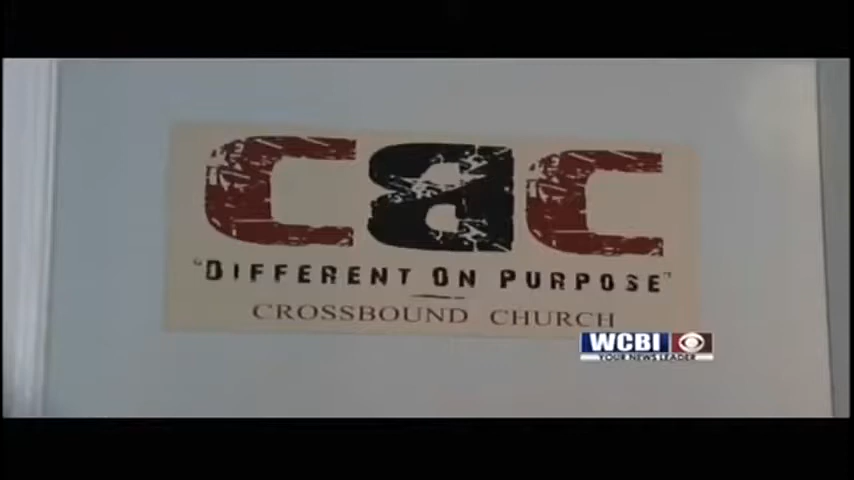 CBC
"DIFFERENT ON PURPOSE"
CROSSBOUND CHURCH
WCBI
YOUR NEWS LEADER